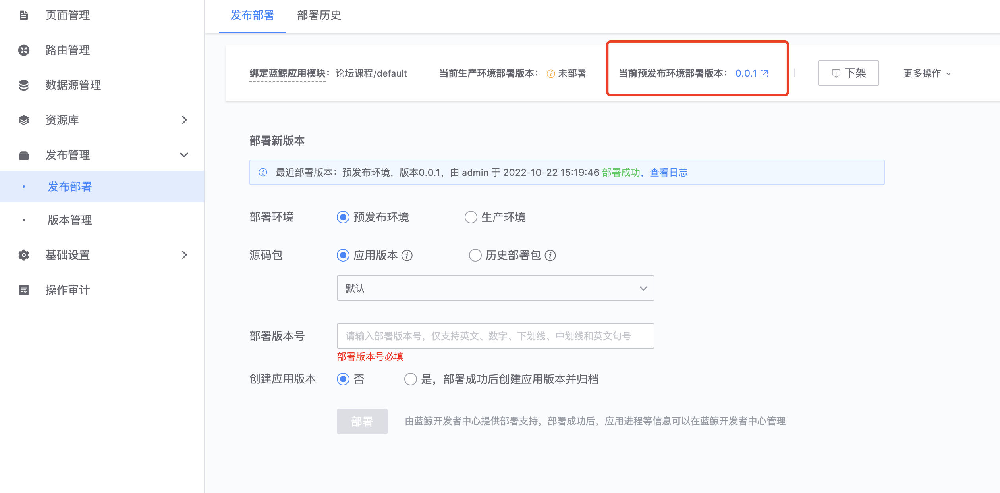 页面管理
路由管理
数据源管理
资源库
发布管理
发布部署
版本管理
基础设置
操作审计
发布部署 部署历史
绑定蓝鲸应用模块： 论坛课程/default 当前生产环境部署版本： 未部署 当前预发布环境部署版本： 0.0.1 下架 更多操作
部署新版本
最近部署版本：预发布环境，版本0.0.1，由 admin 于 2022-10-22 15:19:46 部署成功，查看日志
部署环境 预发布环境 生产环境
源码包 应用版本 历史部署包
默认
部署版本号 请输入部署版本号，仅支持英文、数字、下划线、中划线和英文句号
部署版本号必填
创建应用版本 否 是，部署成功后创建应用版本并归档
部署 由蓝鲸开发者中心提供部署支持，部署成功后，应用进程等信息可以在蓝鲸开发者中心管理